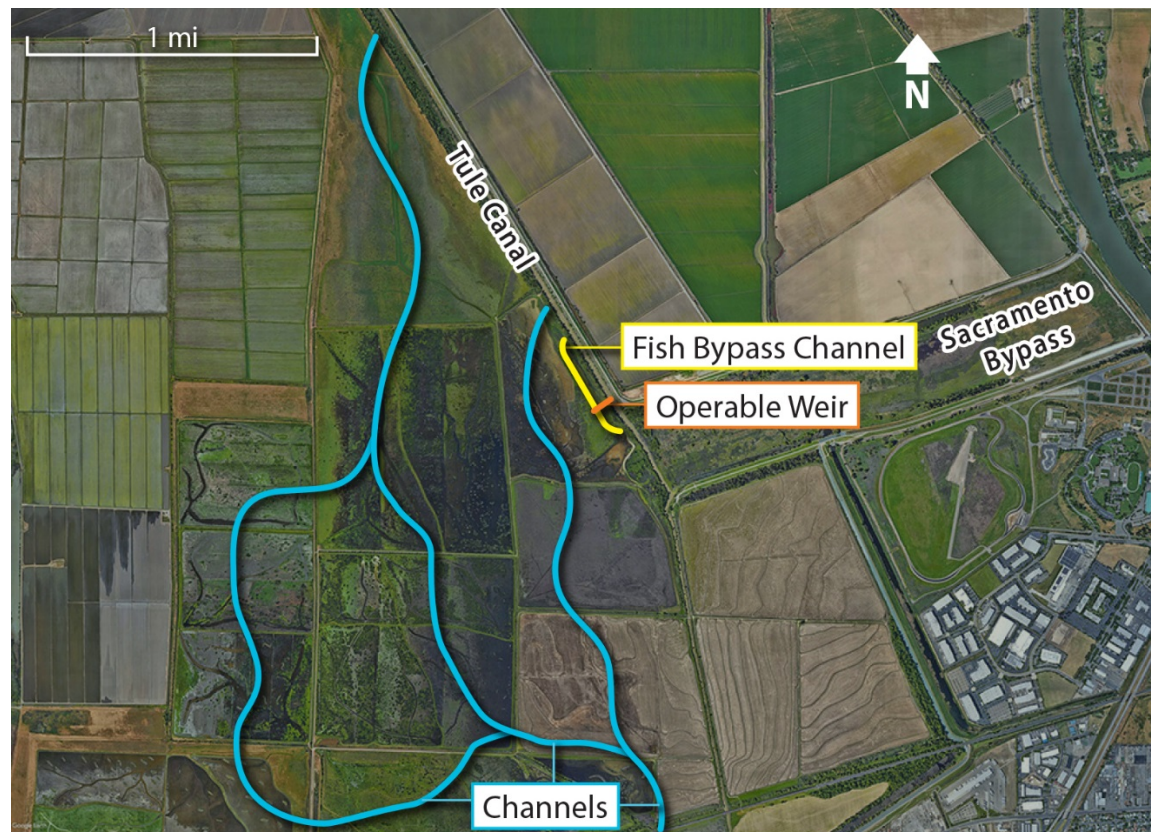 1 mi
N
Tule Canal
Sacramento
Bypass
Fish Bypass Channel
Operable Weir
Channels